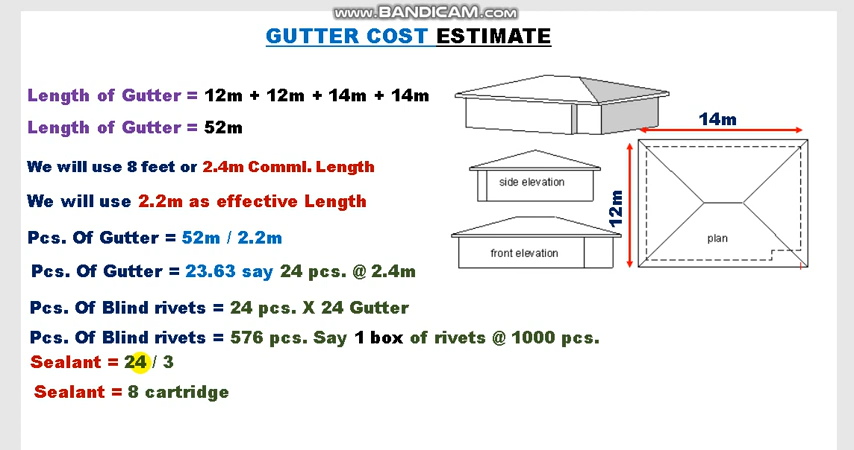 www.BANDICAM.com
GUTTER COST ESTIMATE
Length of Gutter = 12m + 12m + 14m + 14m
Length of Gutter = 52m
We will use 8 feet or 2.4m Comml. Length
We will use 2.2m as effective Length
Pcs. Of Gutter = 52m / 2.2m
Pcs. Of Gutter = 23.63 say 24 pcs. @ 2.4m
Pcs. Of Blind rivets = 24 pcs. X 24 Gutter
Pcs. Of Blind rivets = 576 pcs. Say 1 box of rivets @ 1000 pcs.
Sealant = 24 / 3
Sealant = 8 cartridge
14m
side elevation
12m
plan
front elevation